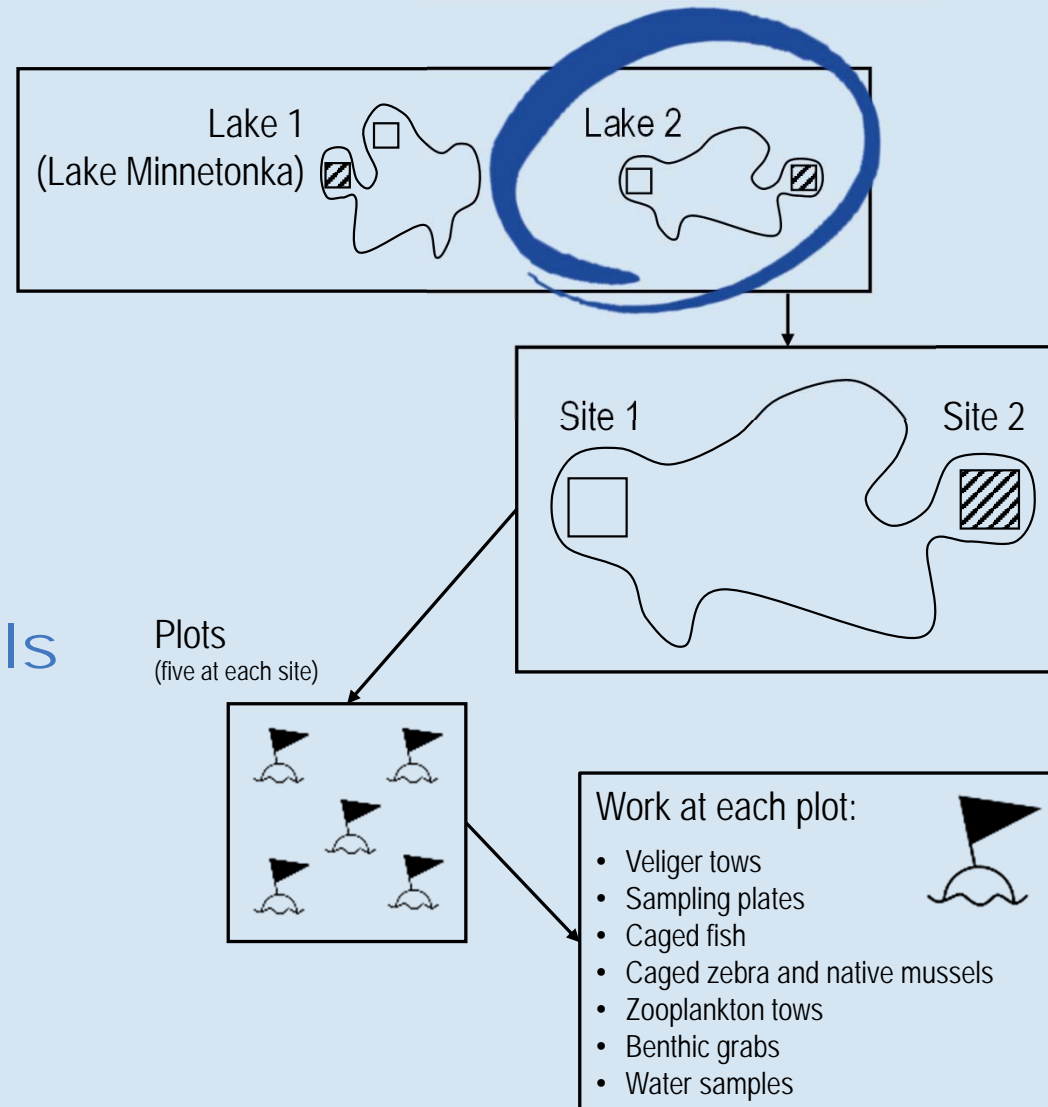 Lake 1
(Lake Minnetonka)
Lake 2
Site 1
Site 2
ls
Plots
(five at each site)
Work at each plot:
• Veliger tows
• Sampling plates
• Caged fish
• Caged zebra and native mussels
• Zooplankton tows
• Benthic grabs
• Water samples